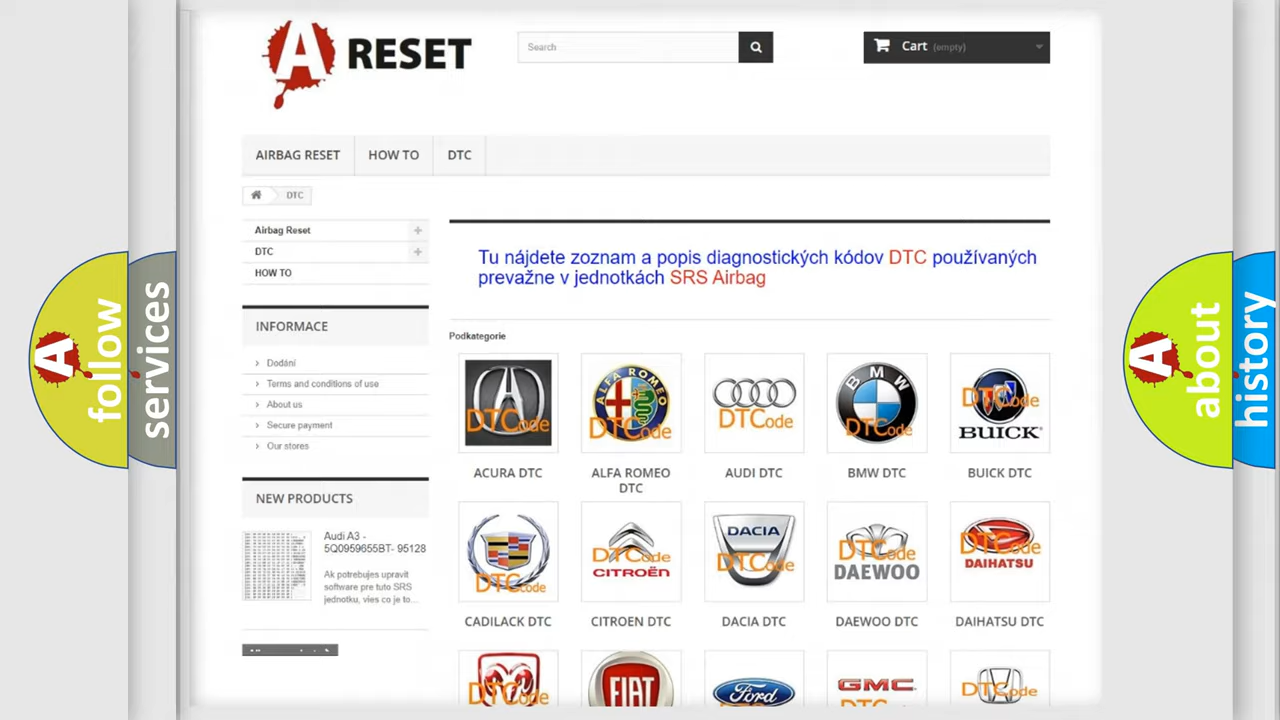 A RESET
Search
Cart (empty)
AIRBAG RESET
HOW TO
DTC
DTC
Airbag Reset
DTC
HOW TO
INFORMACE
Dodání
Terms and conditions of use
About us
Secure payment
Our stores
NEW PRODUCTS
Audi A3 -
5Q0959655BT- 95128
Ak potrebujes upravit
software pre tuto SRS
jednotku, vies co je to...
Tu nájdete zoznam a popis diagnostických kódov DTC používaných
prevažne v jednotkách SRS Airbag
Podkategorie
DTCode
ALFA ROMEO
DTCode
DTCode
BMW
DTCode
DTCode
BUICK
ACURA DTC
ALFA ROMEO
DTC
AUDI DTC
BMW DTC
BUICK DTC
DTCode
DTCode
CITROËN
DACIA
DTCode
DTCode
DAEWOO
DTCode
DAIHATSU
CADILACK DTC
CITROEN DTC
DACIA DTC
DAEWOO DTC
DAIHATSU DTC
DTCode
FIAT
Ford
GMC
DTCode
A follow
services
A about
history